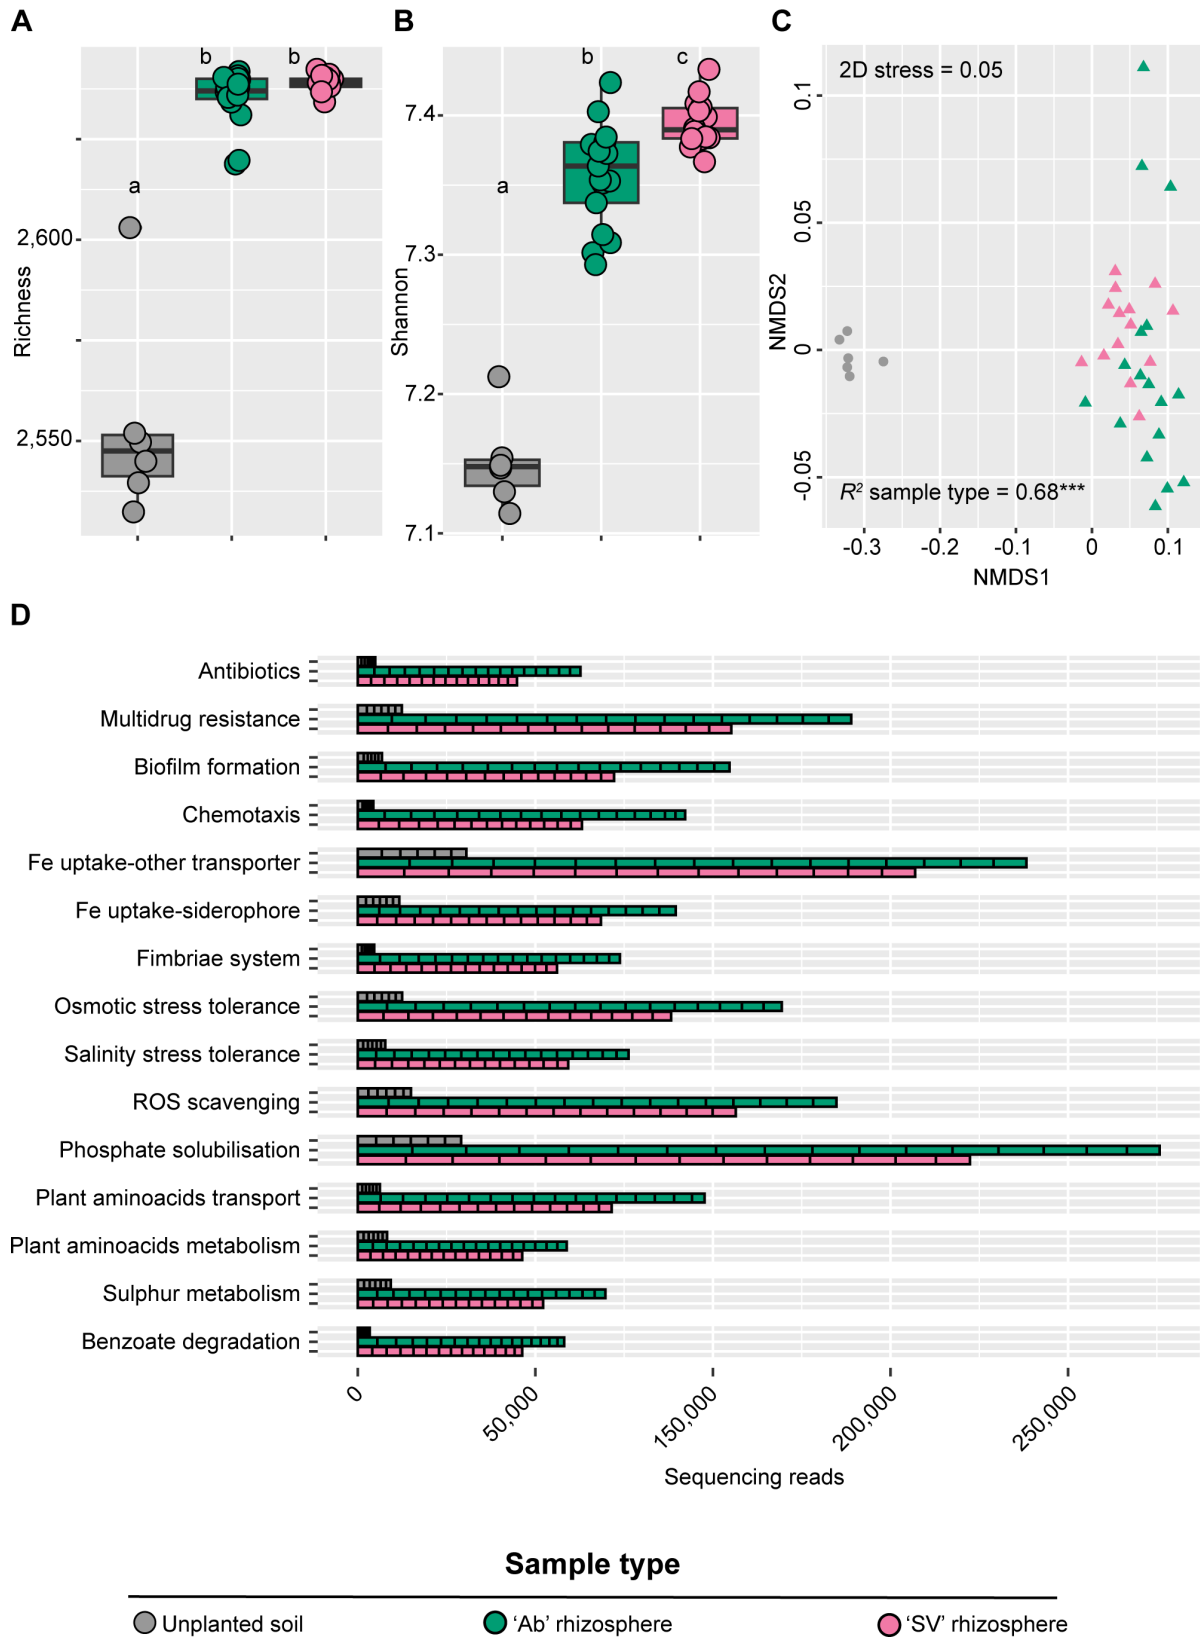 A
B
C
b
b
a
2,600
2,550
Richness
a
b
c
7.4
7.3
7.2
7.1
Shannon
2D stress = 0.05
R² sample type = 0.68***
0.1
0.05
0
-0.05
NMDS2
-0.3
-0.2
-0.1
0
0.1
NMDS1
D
Antibiotics
Multidrug resistance
Biofilm formation
Chemotaxis
Fe uptake-other transporter
Fe uptake-siderophore
Fimbriae system
Osmotic stress tolerance
Salinity stress tolerance
ROS scavenging
Phosphate solubilisation
Plant aminoacids transport
Plant aminoacids metabolism
Sulphur metabolism
Benzoate degradation
0
50,000
150,000
200,000
250,000
Sequencing reads
Sample type
Unplanted soil
‘Ab’ rhizosphere
‘SV’ rhizosphere